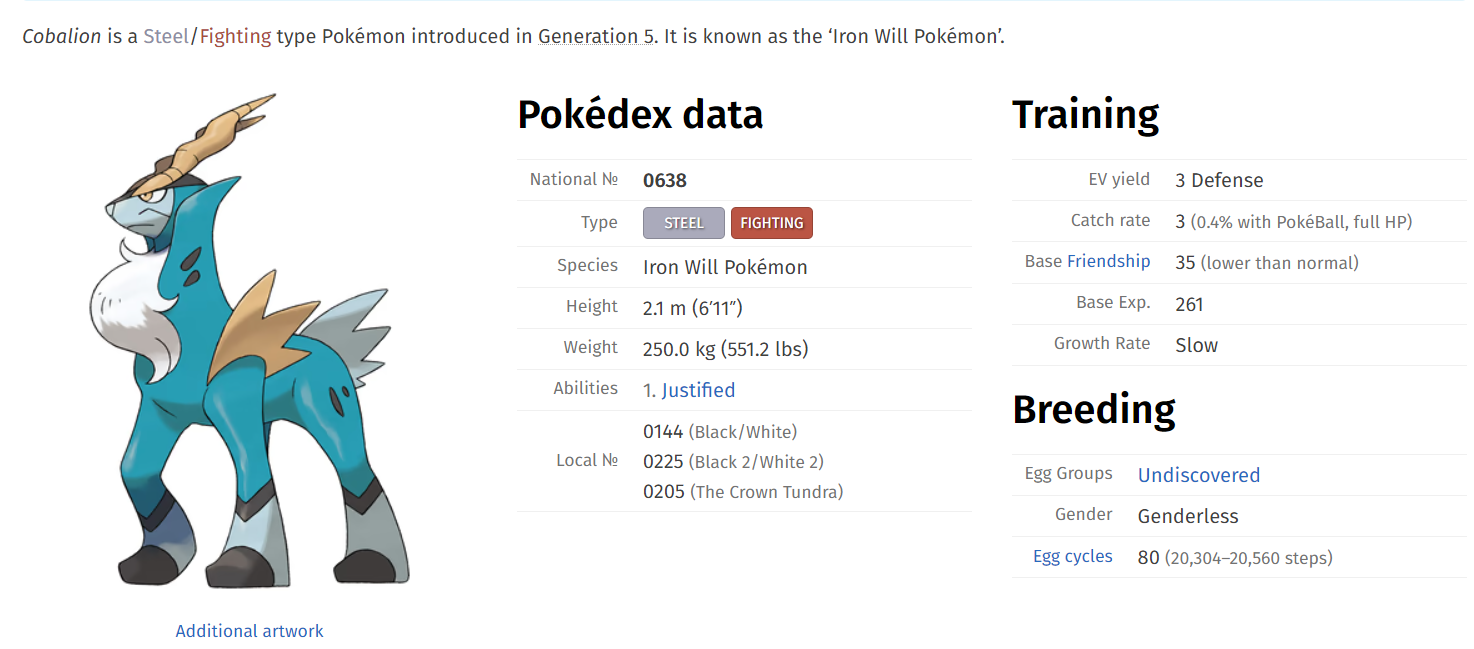 Cobalion is a Steel/Fighting type Pokémon introduced in Generation 5. It is known as the ‘Iron Will Pokémon’.
Additional artwork
Pokédex data
National № 0638
Type STEEL FIGHTING
Species Iron Will Pokémon
Height 2.1 m (6′11″)
Weight 250.0 kg (551.2 lbs)
Abilities 1. Justified
Local № 0144 (Black/White)
0225 (Black 2/White 2)
0205 (The Crown Tundra)
Training
EV yield 3 Defense
Catch rate 3 (0.4% with PokéBall, full HP)
Base Friendship 35 (lower than normal)
Base Exp. 261
Growth Rate Slow
Breeding
Egg Groups Undiscovered
Gender Genderless
Egg cycles 80 (20,304–20,560 steps)